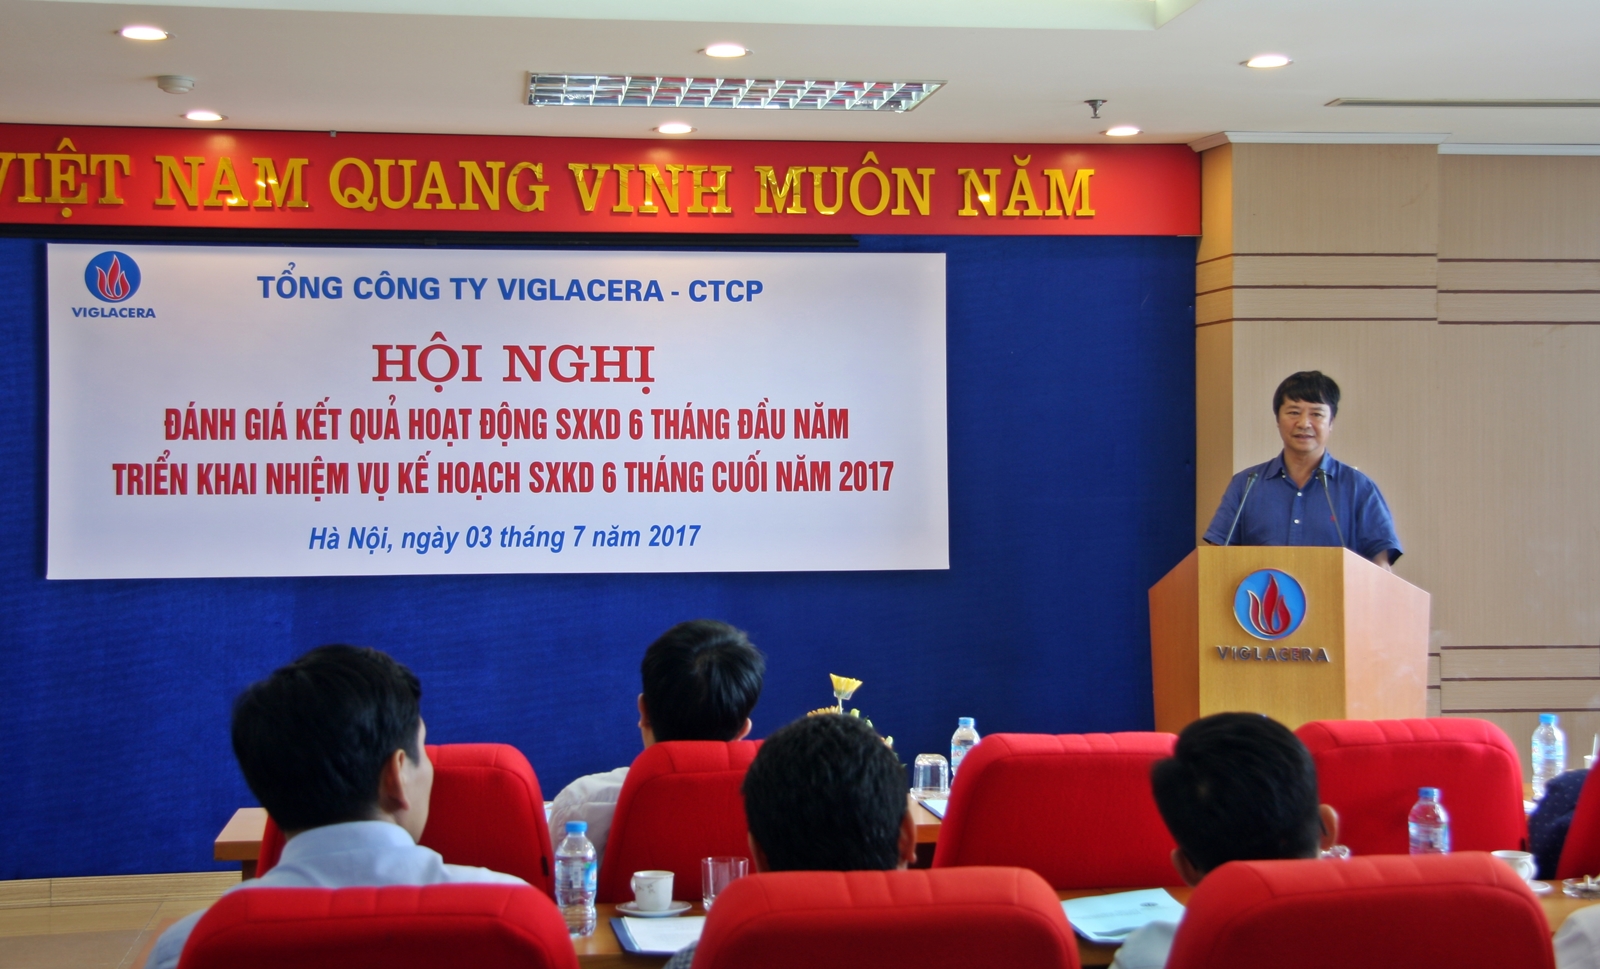 VIỆT NAM QUANG VINH MUÔN NĂM
VIGLACERA
TỔNG CÔNG TY VIGLACERA - CTCP
HỘI NGHỊ
ĐÁNH GIÁ KẾT QUẢ HOẠT ĐỘNG SXKD 6 THÁNG ĐẦU NĂM
TRIỂN KHAI NHIỆM VỤ KẾ HOẠCH SXKD 6 THÁNG CUỐI NĂM 2017
Hà Nội, ngày 03 tháng 7 năm 2017
VIGLACERA